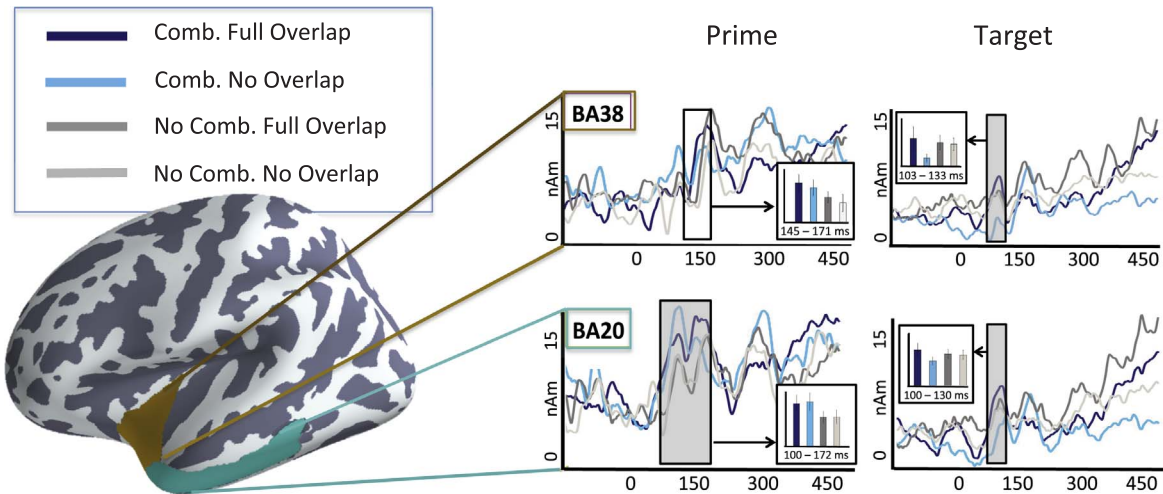 Comb. Full Overlap
Comb. No Overlap
No Comb. Full Overlap
No Comb. No Overlap
Prime
Target
BA38
15
nAm
0
145 – 171 ms
0 150 300 450
15
nAm
0
103 – 133 ms
0 150 300 450
BA20
15
nAm
0
100 – 172 ms
0 150 300 450
15
nAm
0
100 – 130 ms
0 150 300 450